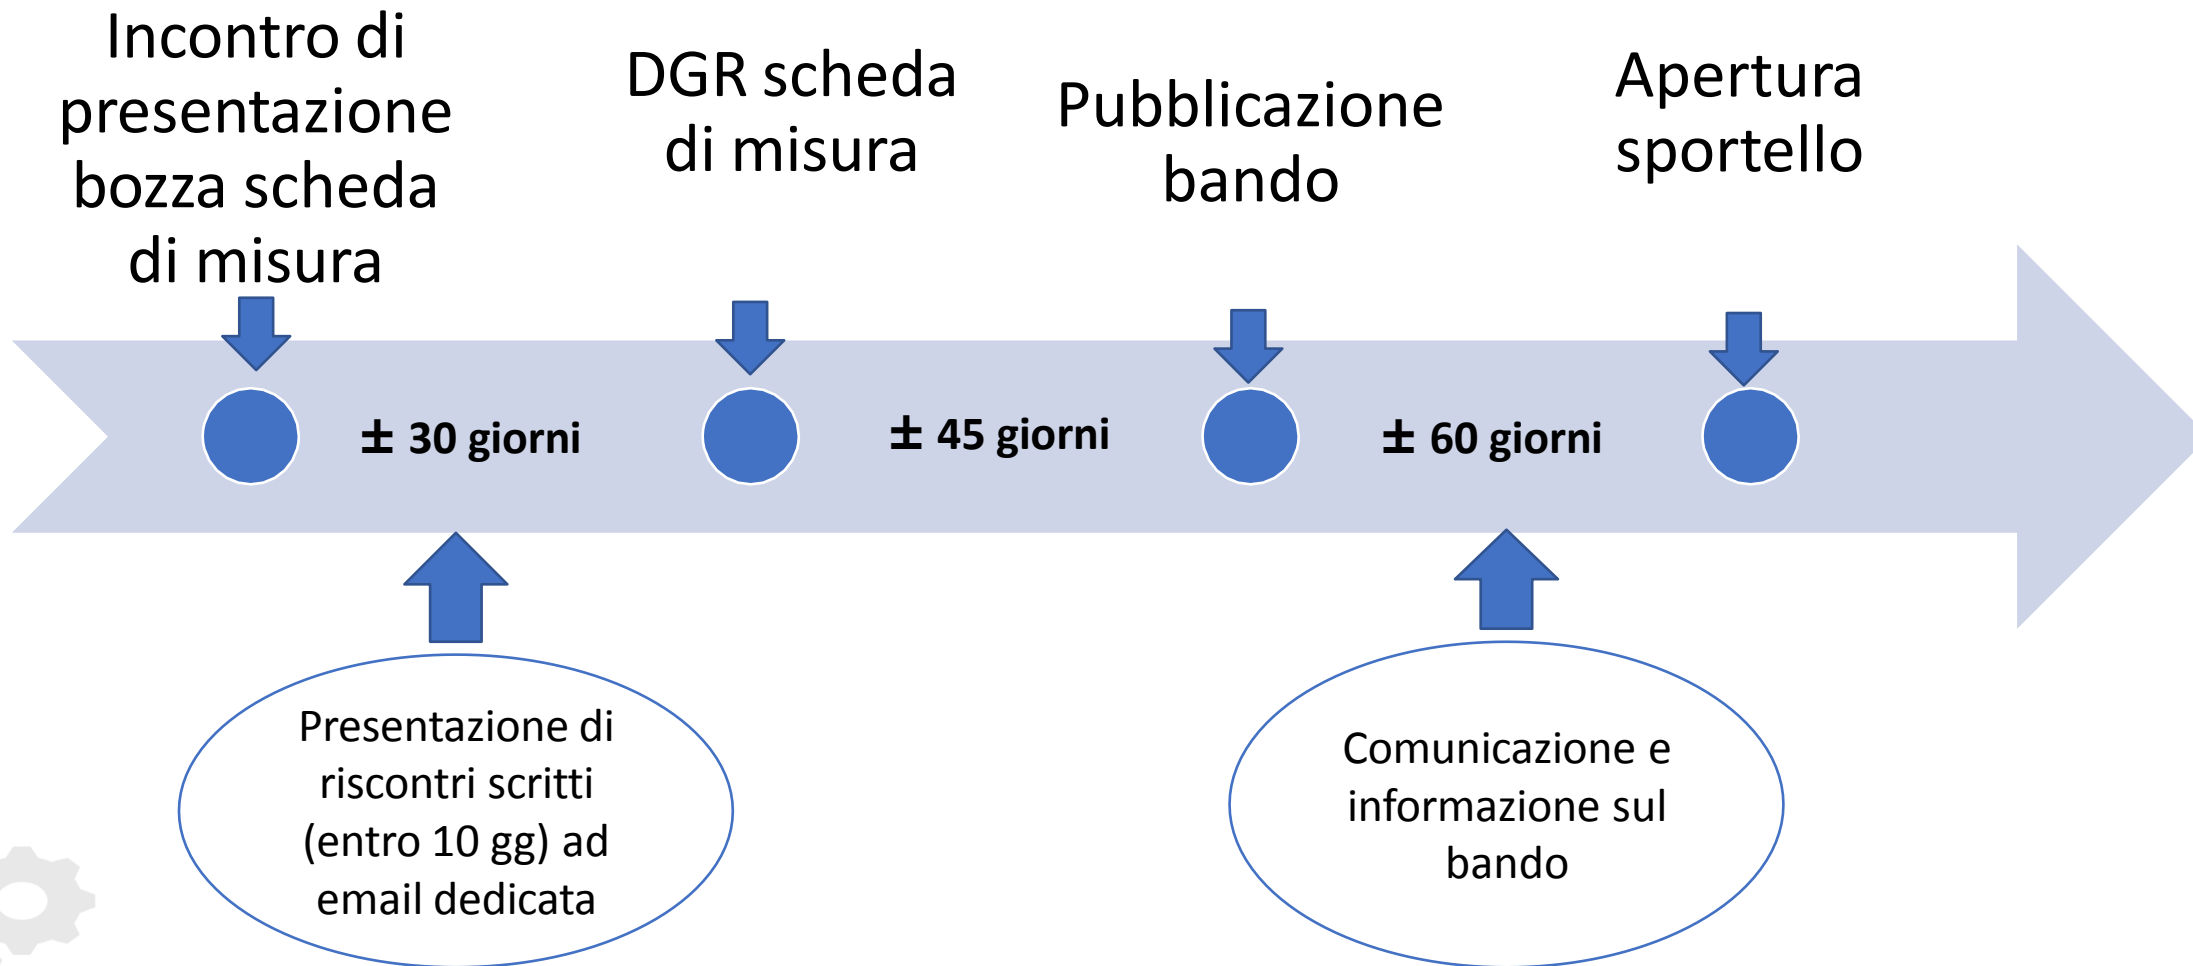 Incontro di
presentazione
bozza scheda
di misura
DGR scheda
di misura
Pubblicazione
bando
Apertura
sportello
± 30 giorni
± 45 giorni
± 60 giorni
Presentazione di
riscontri scritti
(entro 10 gg) ad
email dedicata
Comunicazione e
informazione sul
bando